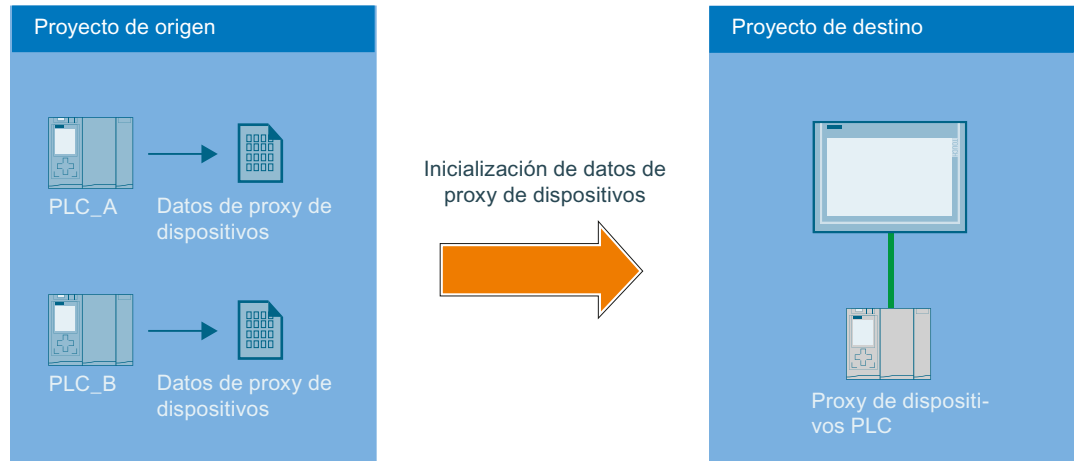 Proyecto de origen
PLC_A
Datos de proxy de
dispositivos
PLC_B
Datos de proxy de
dispositivos
Inicialización de datos de
proxy de dispositivos
Proyecto de destino
TOUCH
Proxy de dispositi-
vos PLC